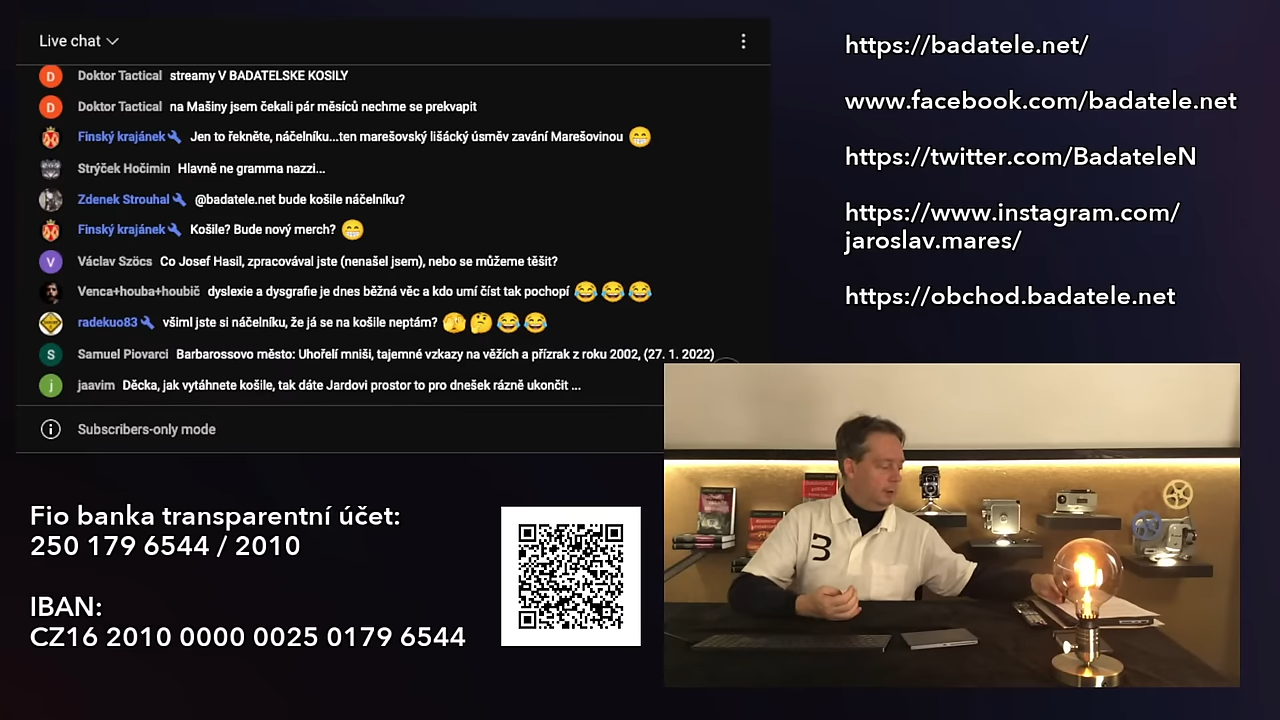 Live chat
D Doktor Tactical streamy V BADATELSKE KOSILY
D Doktor Tactical na Mašiny jsem čekali pár měsíců nechme se prekvapit
Finský krajánek Jen to řekněte, náčelníku...ten marešovský lišácký úsměv zavání Marešovinou 😁
Strýček Hočimin Hlavně ne gramma nazzi...
Zdenek Strouhal @badatele.net bude košile náčelníku?
Finský krajánek Košile? Bude nový merch? 😁
V Václav Szöcs Co Josef Hasil, zpracovával jste (nenašel jsem), nebo se můžeme těšit?
Venca+houba+houbič dyslexie a dysgrafie je dnes běžná věc a kdo umí číst tak pochopí 😂😂😂
radekuo83 všiml jste si náčelníku, že já se na košile neptám? 🫣🤔😂😂
S Samuel Piovarci Barbarossovo město: Uhořelí mniši, tajemné vzkazy na věžích a přízrak z roku 2002, (27. 1. 2022)
j jaavim Děcka, jak vytáhnete košile, tak dáte Jardovi prostor to pro dnešek rázně ukončit ...
Subscribers-only mode
https://badatele.net/
www.facebook.com/badatele.net
https://twitter.com/BadateleN
https://www.instagram.com/
jaroslav.mares/
https://obchod.badatele.net
Fio banka transparentní účet:
250 179 6544 / 2010
IBAN:
CZ16 2010 0000 0025 0179 6544